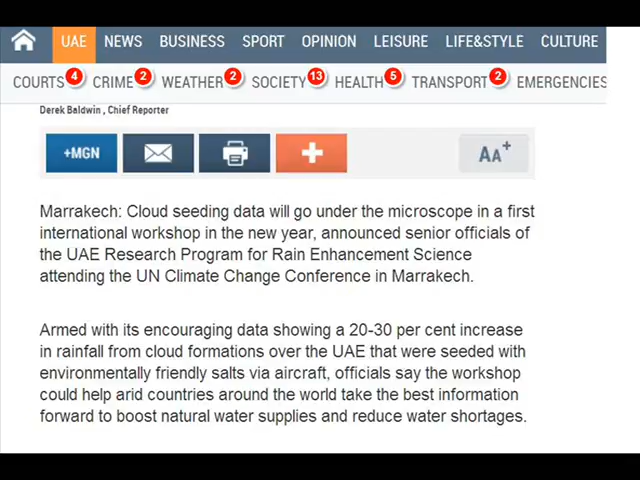 UAE NEWS BUSINESS SPORT OPINION LEISURE LIFE&STYLE CULTURE
COURTS 4 CRIME 2 WEATHER 2 SOCIETY 13 HEALTH 5 TRANSPORT 2 EMERGENCIES
Derek Baldwin , Chief Reporter
+MGN AA+
Marrakech: Cloud seeding data will go under the microscope in a first
international workshop in the new year, announced senior officials of
the UAE Research Program for Rain Enhancement Science
attending the UN Climate Change Conference in Marrakech.
Armed with its encouraging data showing a 20-30 per cent increase
in rainfall from cloud formations over the UAE that were seeded with
environmentally friendly salts via aircraft, officials say the workshop
could help arid countries around the world take the best information
forward to boost natural water supplies and reduce water shortages.